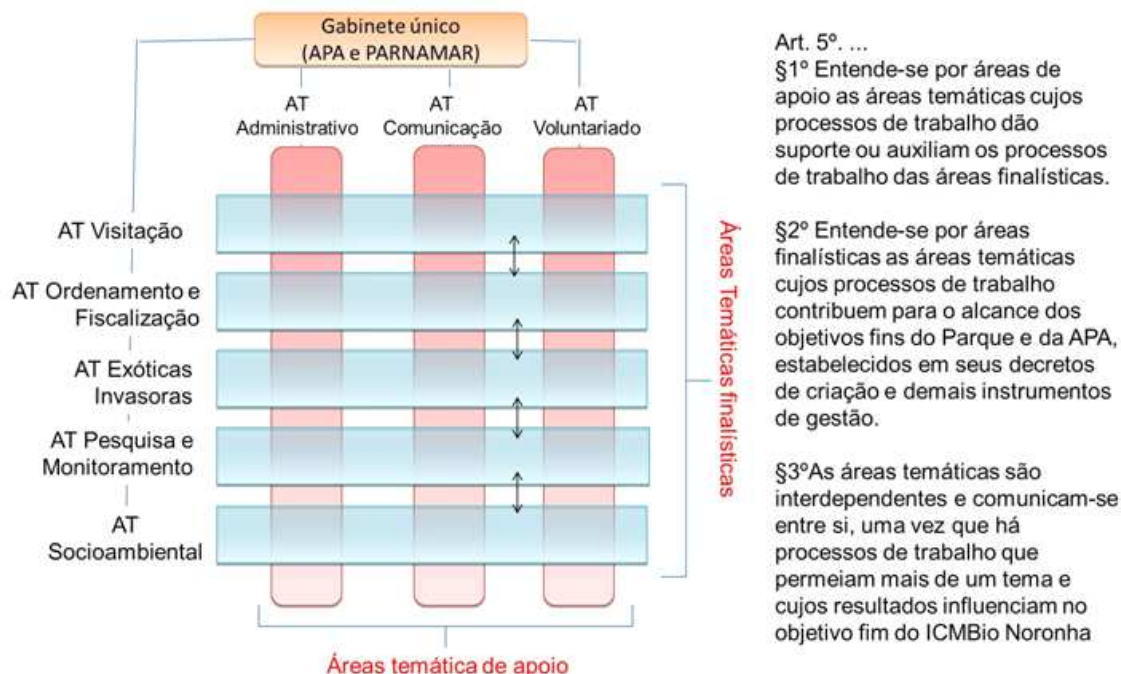 Gabinete único
(APA e PARNAMAR)
AT
Administrativo
AT
Comunicação
AT
Voluntariado
AT Visitação
AT Ordenamento e
Fiscalização
AT Exóticas
Invasoras
AT Pesquisa e
Monitoramento
AT
Socioambiental
Áreas Temáticas finalísticas
Áreas temática de apoio
Art. 5º. ...
§1º Entende-se por áreas de
apoio as áreas temáticas cujos
processos de trabalho dão
suporte ou auxiliam os processos
de trabalho das áreas finalísticas.
§2º Entende-se por áreas
finalísticas as áreas temáticas
cujos processos de trabalho
contribuem para o alcance dos
objetivos fins do Parque e da APA,
estabelecidos em seus decretos
de criação e demais instrumentos
de gestão.
§3ºAs áreas temáticas são
interdependentes e comunicam-se
entre si, uma vez que há
processos de trabalho que
permeiam mais de um tema e
cujos resultados influenciam no
objetivo fim do ICMBio Noronha